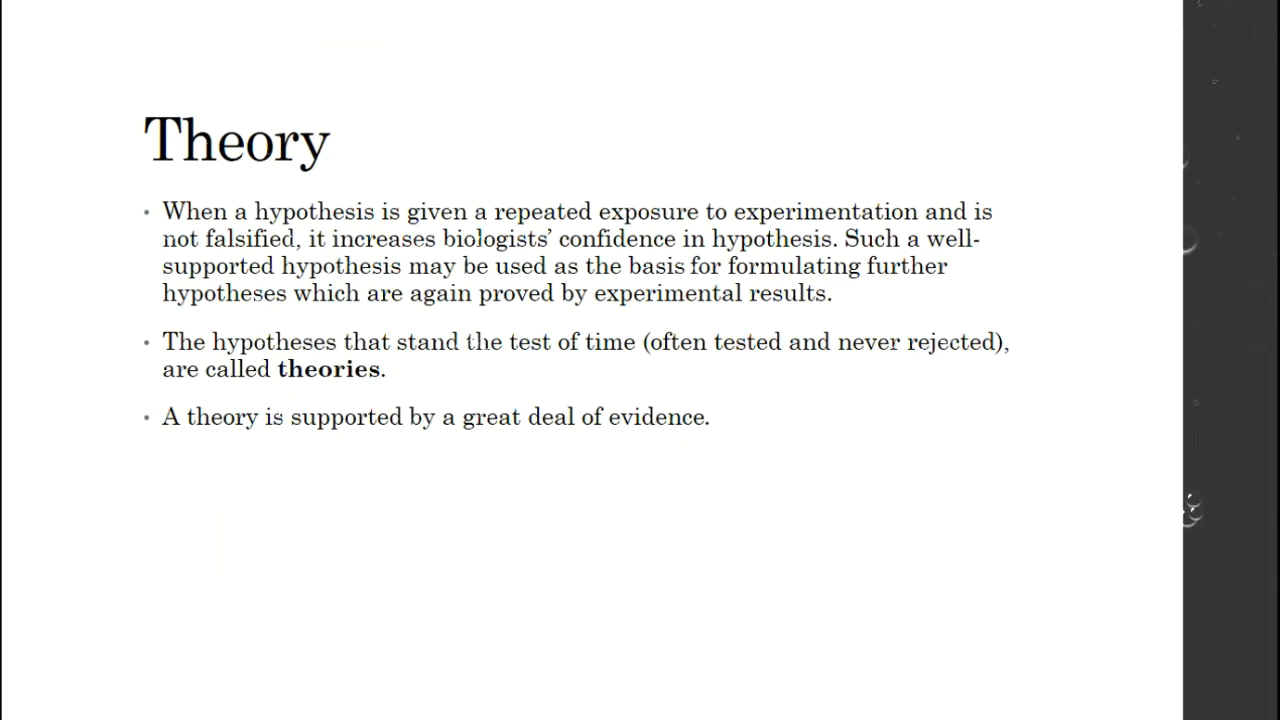 Theory
• When a hypothesis is given a repeated exposure to experimentation and is
not falsified, it increases biologists’ confidence in hypothesis. Such a well-
supported hypothesis may be used as the basis for formulating further
hypotheses which are again proved by experimental results.
• The hypotheses that stand the test of time (often tested and never rejected),
are called theories.
• A theory is supported by a great deal of evidence.